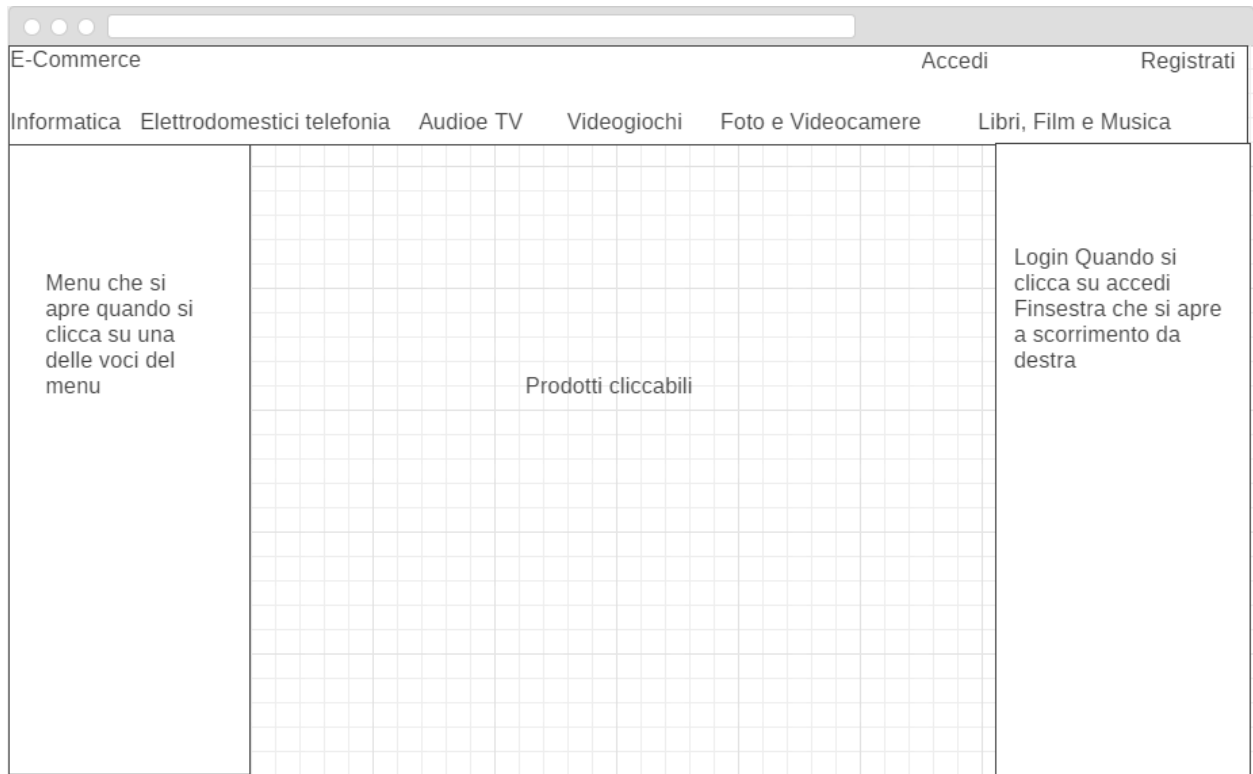 E-Commerce
Accedi
Registrati
Informatica
Elettrodomestici telefonia
Audioe TV
Videogiochi
Foto e Videocamere
Libri, Film e Musica
Menu che si
apre quando si
clicca su una
delle voci del
menu
Prodotti cliccabili
Login Quando si
clicca su accedi
Finsestra che si apre
a scorrimento da
destra